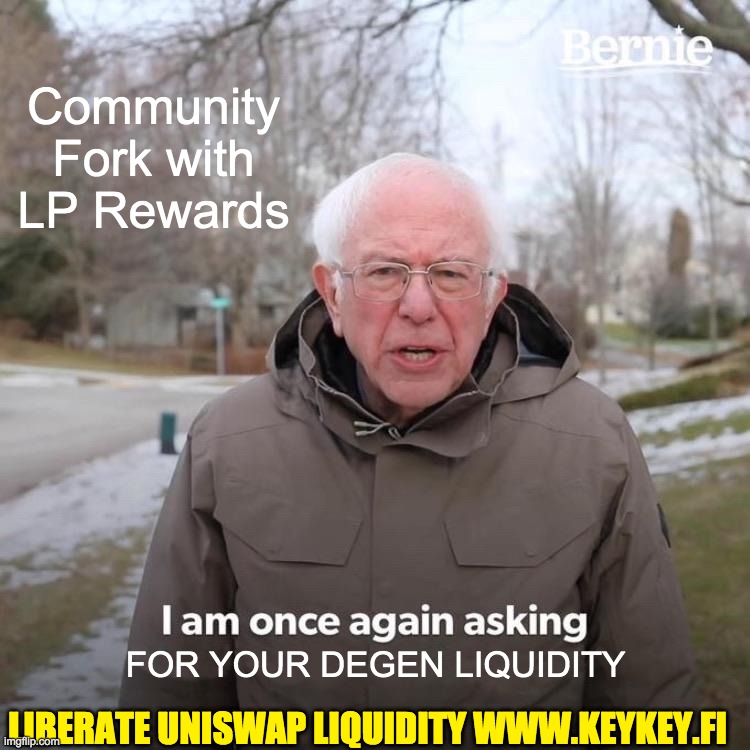 Bernie
Community
Fork with
LP Rewards
I am once again asking
FOR YOUR DEGEN LIQUIDITY
LIBERATE UNISWAP LIQUIDITY WWW.KEYKEY.FI
imgflip.com